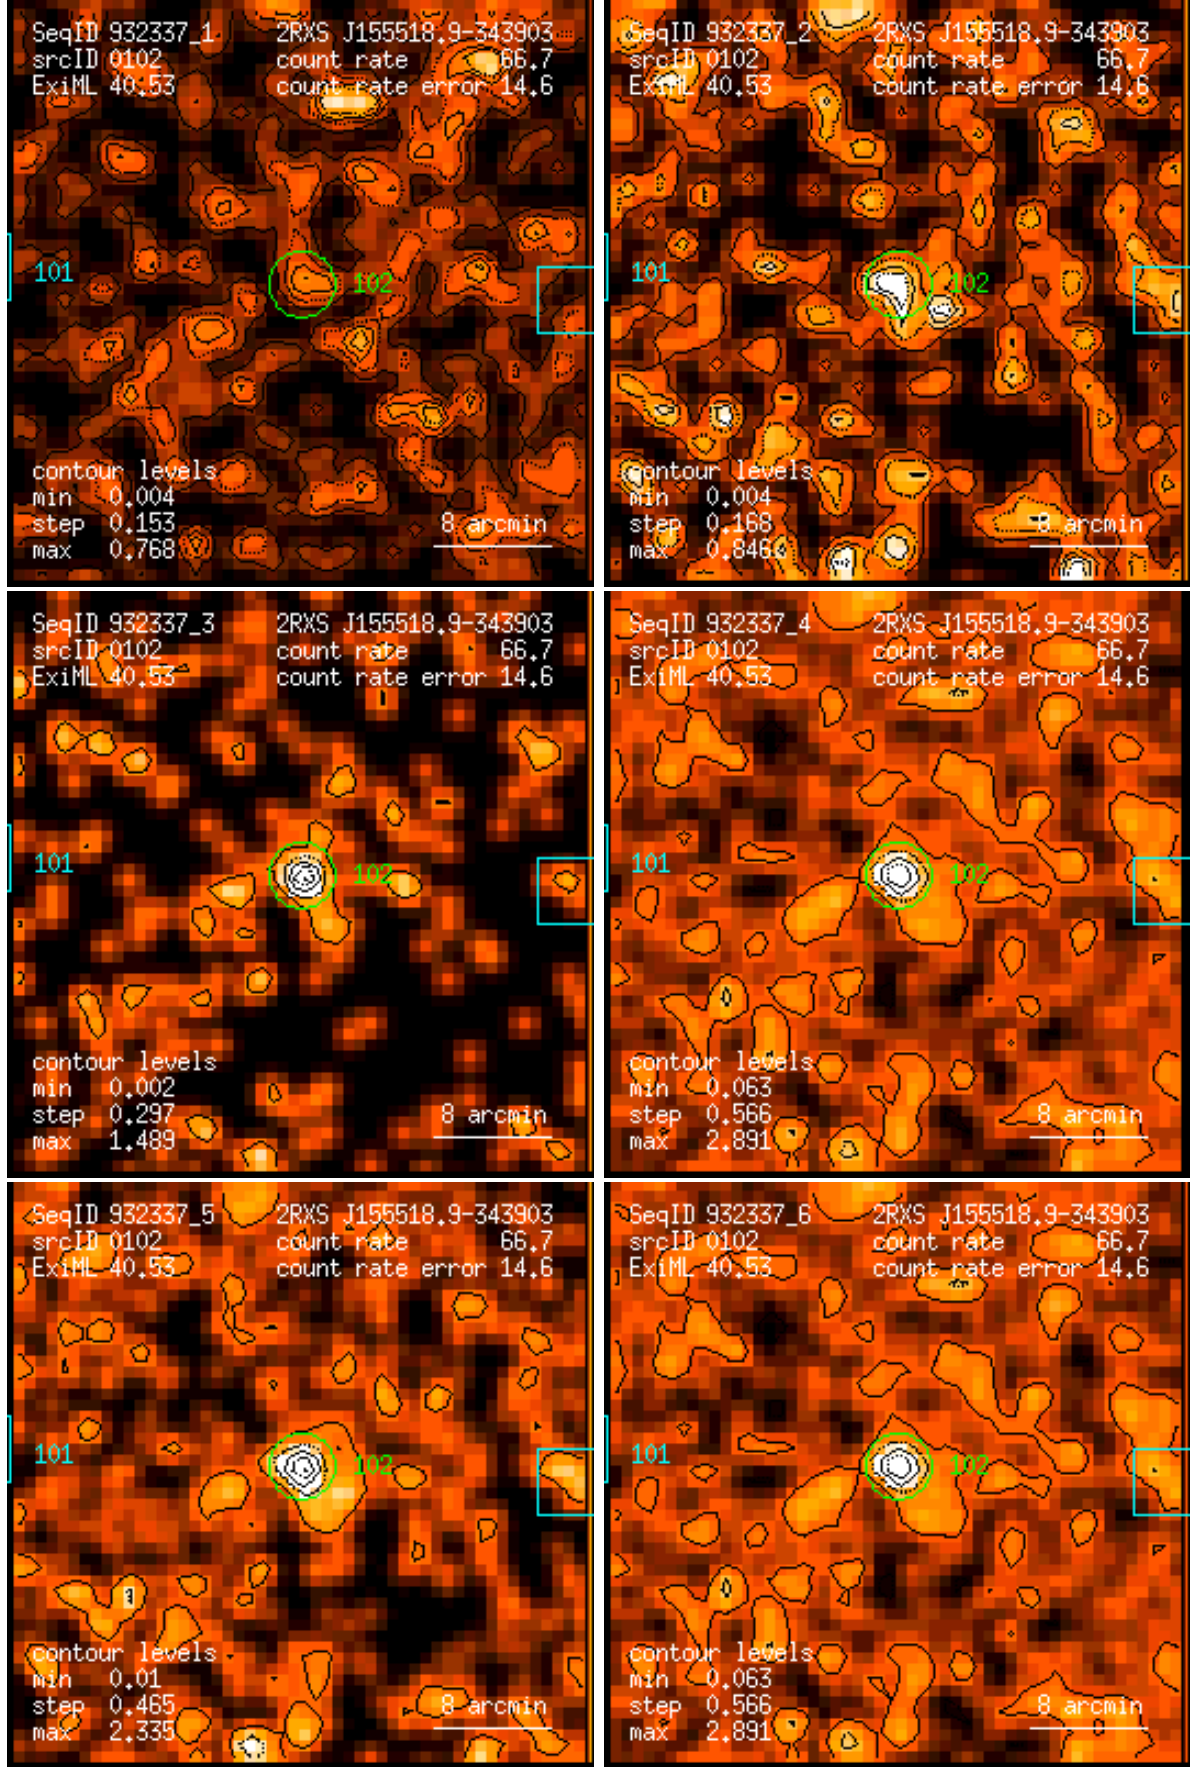 SeqID 932337_1 2RXS J155518.9-343903
srcID 0102 count rate 66.7
ExiML 40.53 count rate error 14.6
101 102
contour levels
min 0.004
step 0.153 8 arcmin
max 0.768
SeqID 932337_2 2RXS J155518.9-343903
srcID 0102 count rate 66.7
ExiML 40.53 count rate error 14.6
101 102
contour levels
min 0.004
step 0.168 8 arcmin
max 0.846
SeqID 932337_3 2RXS J155518.9-343903
srcID 0102 count rate 66.7
ExiML 40.53 count rate error 14.6
101 102
contour levels
min 0.002
step 0.297 8 arcmin
max 1.489
SeqID 932337_4 2RXS J155518.9-343903
srcID 0102 count rate 66.7
ExiML 40.53 count rate error 14.6
101 102
contour levels
min 0.063
step 0.566 8 arcmin
max 2.891
SeqID 932337_5 2RXS J155518.9-343903
srcID 0102 count rate 66.7
ExiML 40.53 count rate error 14.6
101 102
contour levels
min 0.01
step 0.465 8 arcmin
max 2.335
SeqID 932337_6 2RXS J155518.9-343903
srcID 0102 count rate 66.7
ExiML 40.53 count rate error 14.6
101 102
contour levels
min 0.063
step 0.566 8 arcmin
max 2.891